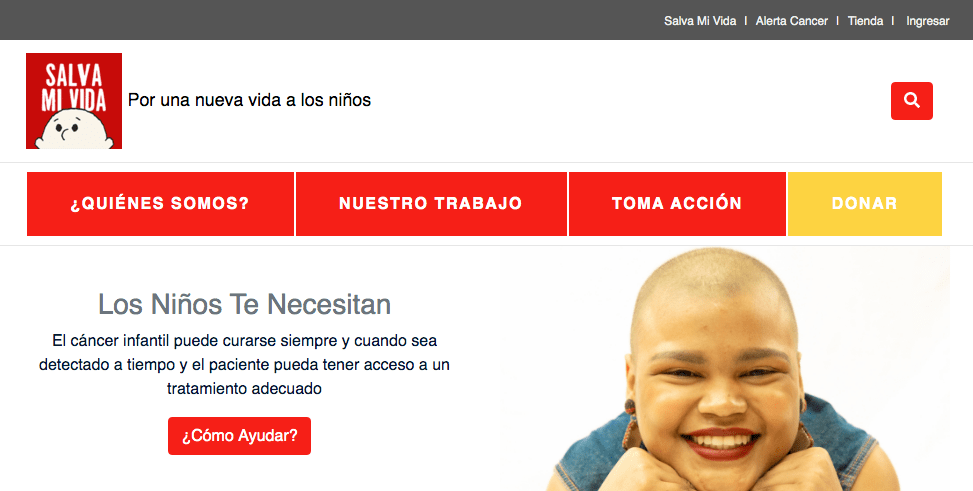 Salva Mi Vida | Alerta Cancer | Tienda | Ingresar
SALVA
MI VIDA
Por una nueva vida a los niños
¿QUIÉNES SOMOS?
NUESTRO TRABAJO
TOMA ACCIÓN
DONAR
Los Niños Te Necesitan
El cáncer infantil puede curarse siempre y cuando sea
detectado a tiempo y el paciente pueda tener acceso a un
tratamiento adecuado
¿Cómo Ayudar?